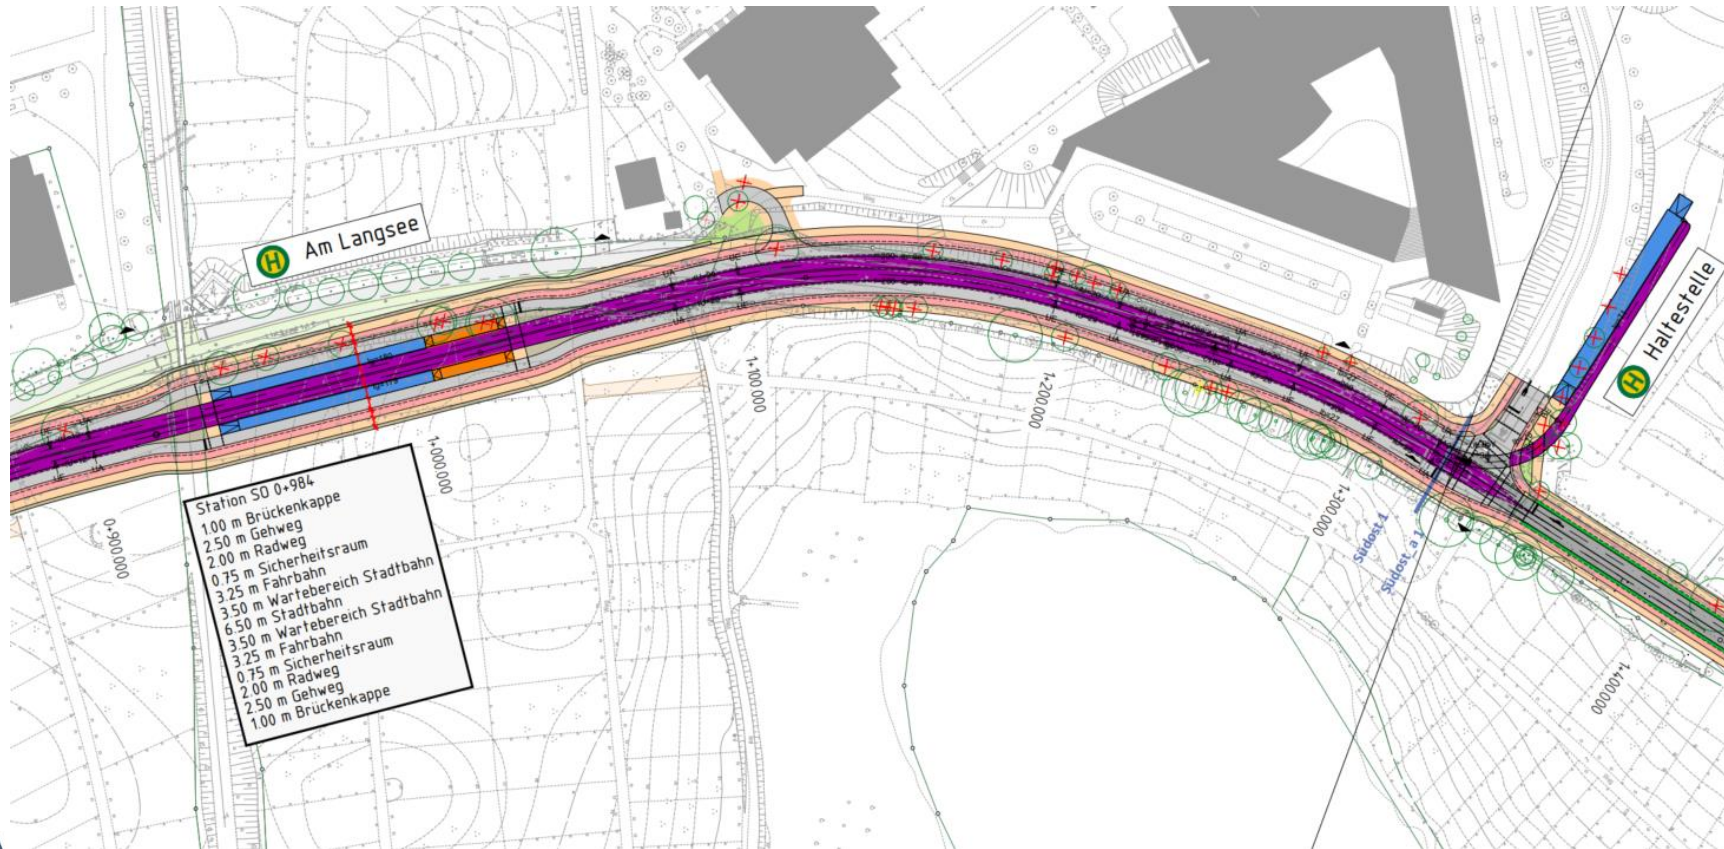 H Am Langsee
H Haltestelle
0+900.000
1+000.000
1+100.000
1+200.000
1+300.000
1+400.000
Südost 1
Südost_a 1
Station SO 0+984
1.00 m Brückenkappe
2.50 m Gehweg
2.00 m Radweg
0.75 m Sicherheitsraum
3.25 m Fahrbahn
3.50 m Wartebereich Stadtbahn
6.50 m Stadtbahn
3.50 m Wartebereich Stadtbahn
3.25 m Fahrbahn
0.75 m Sicherheitsraum
2.00 m Radweg
2.50 m Gehweg
1.00 m Brückenkappe